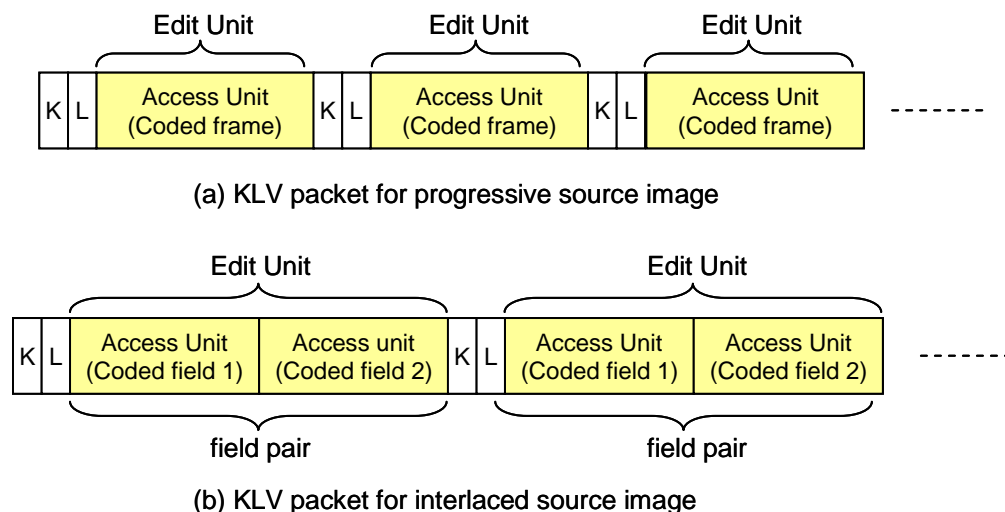 Edit Unit Edit Unit Edit Unit
K L Access Unit (Coded frame) K L Access Unit (Coded frame) K L Access Unit (Coded frame)
(a) KLV packet for progressive source image
Edit Unit Edit Unit
K L Access Unit (Coded field 1) Access unit (Coded field 2) K L Access Unit (Coded field 1) Access Unit (Coded field 2)
field pair field pair
(b) KLV packet for interlaced source image